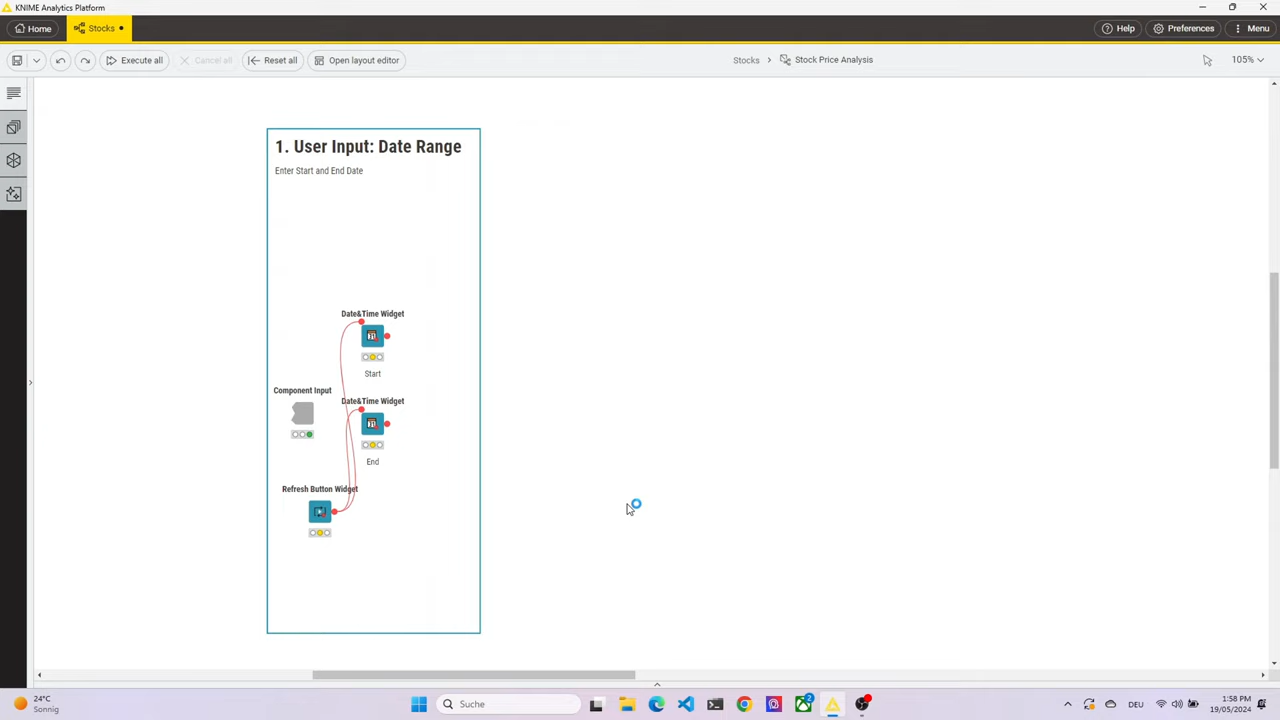 KNIME Analytics Platform
Home
Stocks
Help
Preferences
Menu
Execute all
Cancel all
Reset all
Open layout editor
Stocks > Stock Price Analysis
105%
1. User Input: Date Range
Enter Start and End Date
Date&Time Widget
Start
Component Input
Date&Time Widget
End
Refresh Button Widget
24°C
Sonnig
Suche
2
DEU
1:58 PM
19/05/2024